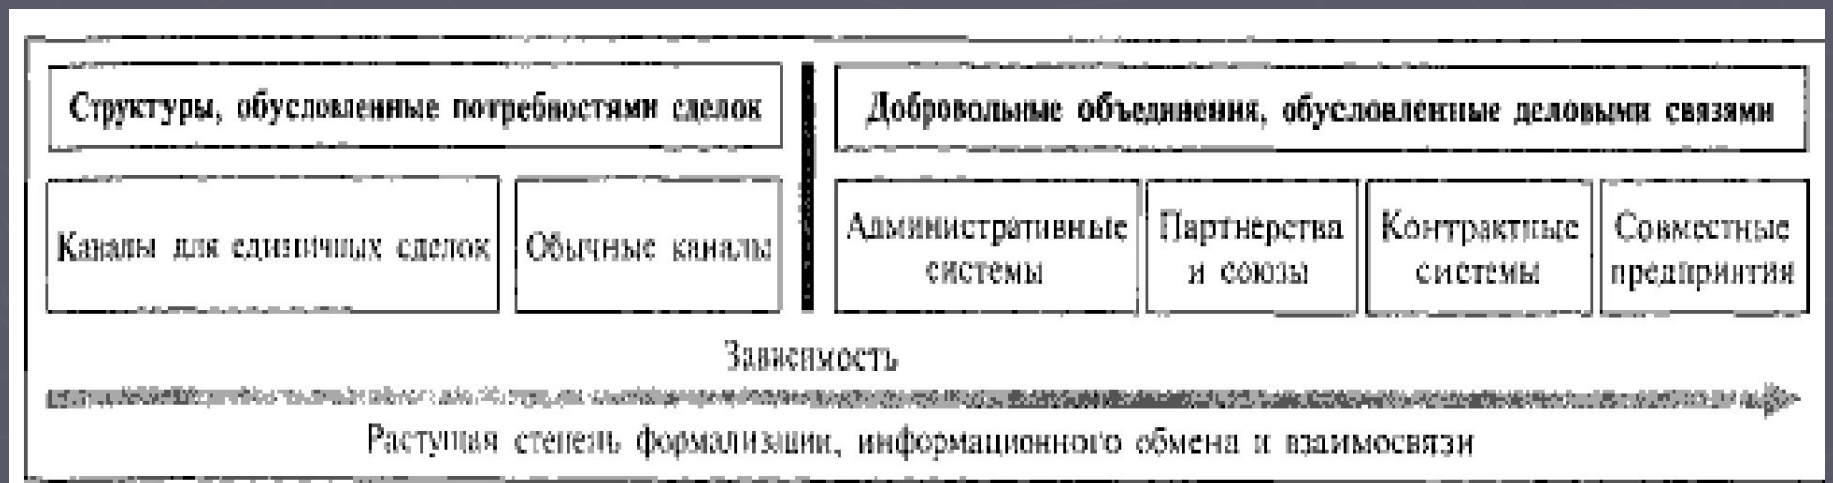 Структуры, обусловленные потребностями сделок
Добровольные объединения, обусловленные деловыми связями
Каналы для единичных сделок
Обычные каналы
Административные
системы
Партнерства
и союзы
Контрактные
системы
Совместные
предприятия
Зависимость
Растущая степень формализации, информационного обмена и взаимосвязи